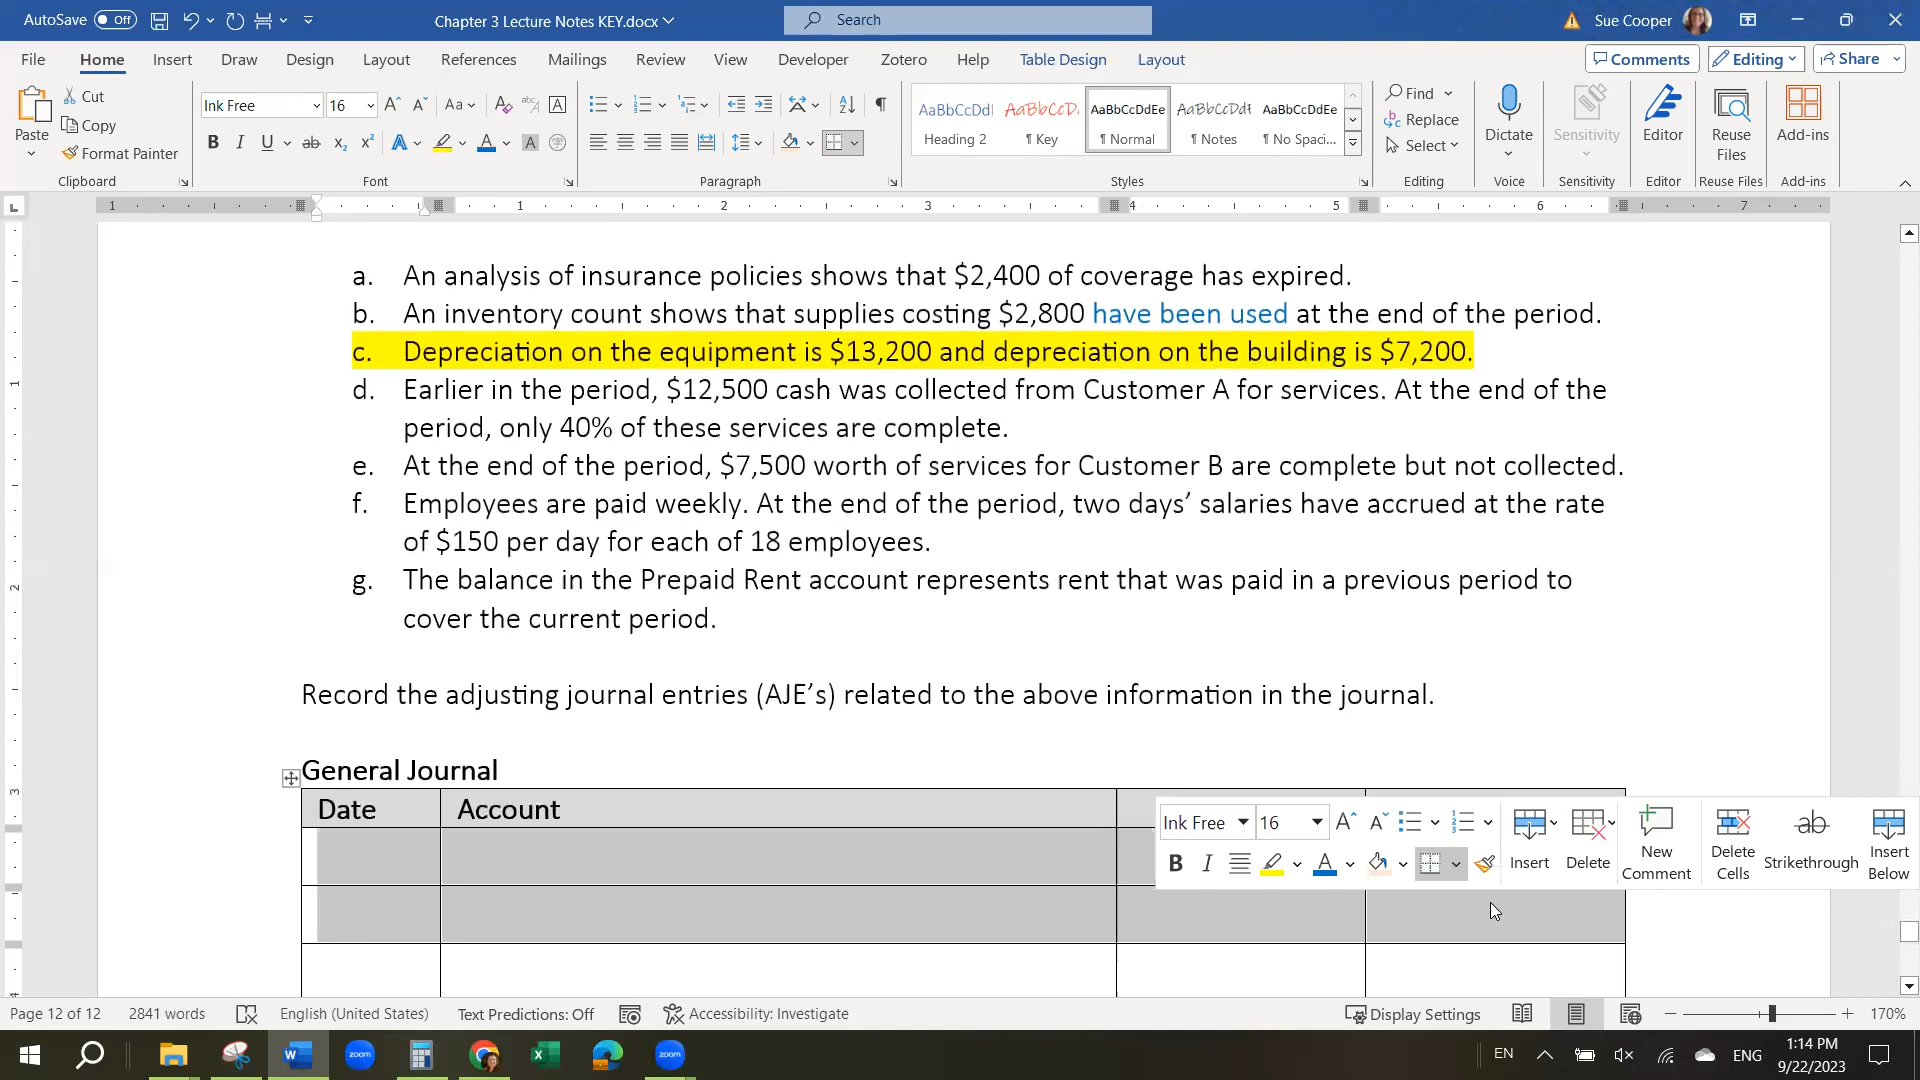 AutoSave Off
Chapter 3 Lecture Notes KEY.docx
Search
Sue Cooper
File Home Insert Draw Design Layout References Mailings Review View Developer Zotero Help Table Design Layout
Comments Editing Share
Paste
Cut
Copy
Format Painter
Ink Free 16
AaBbCcDdI Heading 2
AaBbCcD. ¶ Key
AaBbCcDdEe ¶ Normal
AaBbCcDdE ¶ Notes
AaBbCcDdEe ¶ No Spaci...
Find
Replace
Select
Dictate
Sensitivity
Editor
Reuse Files
Add-ins
Clipboard Font Paragraph Styles Editing Voice Sensitivity Editor Reuse Files Add-ins
1 1 2 3 4 5 6 7
a. An analysis of insurance policies shows that $2,400 of coverage has expired.
b. An inventory count shows that supplies costing $2,800 have been used at the end of the period.
c. Depreciation on the equipment is $13,200 and depreciation on the building is $7,200.
d. Earlier in the period, $12,500 cash was collected from Customer A for services. At the end of the
period, only 40% of these services are complete.
e. At the end of the period, $7,500 worth of services for Customer B are complete but not collected.
f. Employees are paid weekly. At the end of the period, two days’ salaries have accrued at the rate
of $150 per day for each of 18 employees.
g. The balance in the Prepaid Rent account represents rent that was paid in a previous period to
cover the current period.
Record the adjusting journal entries (AJE’s) related to the above information in the journal.
General Journal
Date Account
Ink Free 16
B I
Insert
Delete
New Comment
Delete Cells
Strikethrough
Insert Below
Page 12 of 12 2841 words English (United States) Text Predictions: Off Accessibility: Investigate Display Settings 170%
zoom
zoom
EN ENG
1:14 PM
9/22/2023